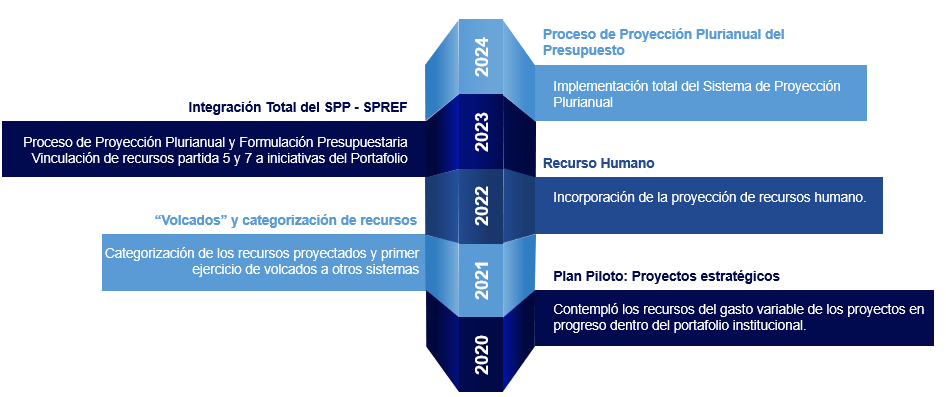 2024
Proceso de Proyección Plurianual del
Presupuesto
Implementación total del Sistema de Proyección
Plurianual
2023
Integración Total del SPP - SPREF
Proceso de Proyección Plurianual y Formulación Presupuestaria
Vinculación de recursos partida 5 y 7 a iniciativas del Portafolio
2022
Recurso Humano
Incorporación de la proyección de recursos humano.
2021
“Volcados” y categorización de recursos
Categorización de los recursos proyectados y primer
ejercicio de volcados a otros sistemas
2020
Plan Piloto: Proyectos estratégicos
Contempló los recursos del gasto variable de los proyectos en
progreso dentro del portafolio institucional.